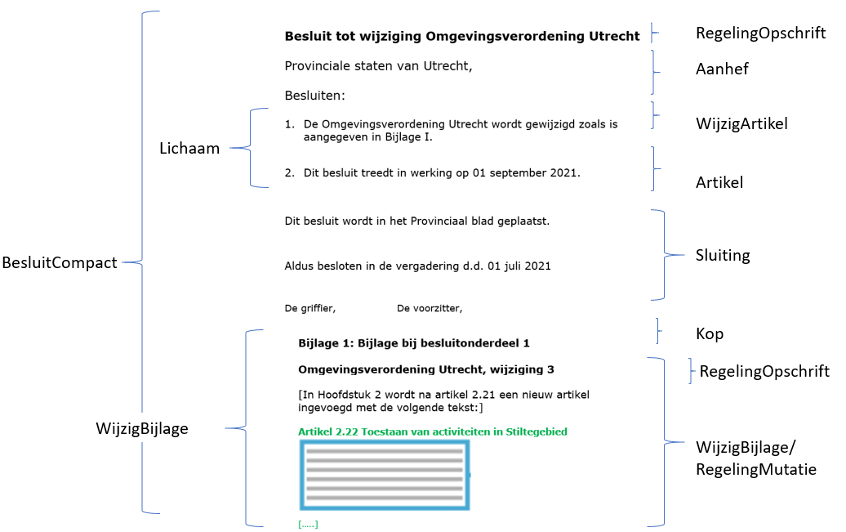 Besluit tot wijziging Omgevingsverordening Utrecht
RegelingOpschrift
Provinciale staten van Utrecht,
Aanhef
Besluiten:
1. De Omgevingsverordening Utrecht wordt gewijzigd zoals is
aangegeven in Bijlage I.
WijzigArtikel
Lichaam
2. Dit besluit treedt in werking op 01 september 2021.
Artikel
Dit besluit wordt in het Provinciaal blad geplaatst.
Sluiting
BesluitCompact
Aldus besloten in de vergadering d.d. 01 juli 2021
De griffier, De voorzitter,
Kop
Bijlage 1: Bijlage bij besluitonderdeel 1
Omgevingsverordening Utrecht, wijziging 3
RegelingOpschrift
[In Hoofdstuk 2 wordt na artikel 2.21 een nieuw artikel
ingevoegd met de volgende tekst:]
WijzigBijlage
Artikel 2.22 Toestaan van activiteiten in Stiltegebied
WijzigBijlage/
RegelingMutatie
[.....]